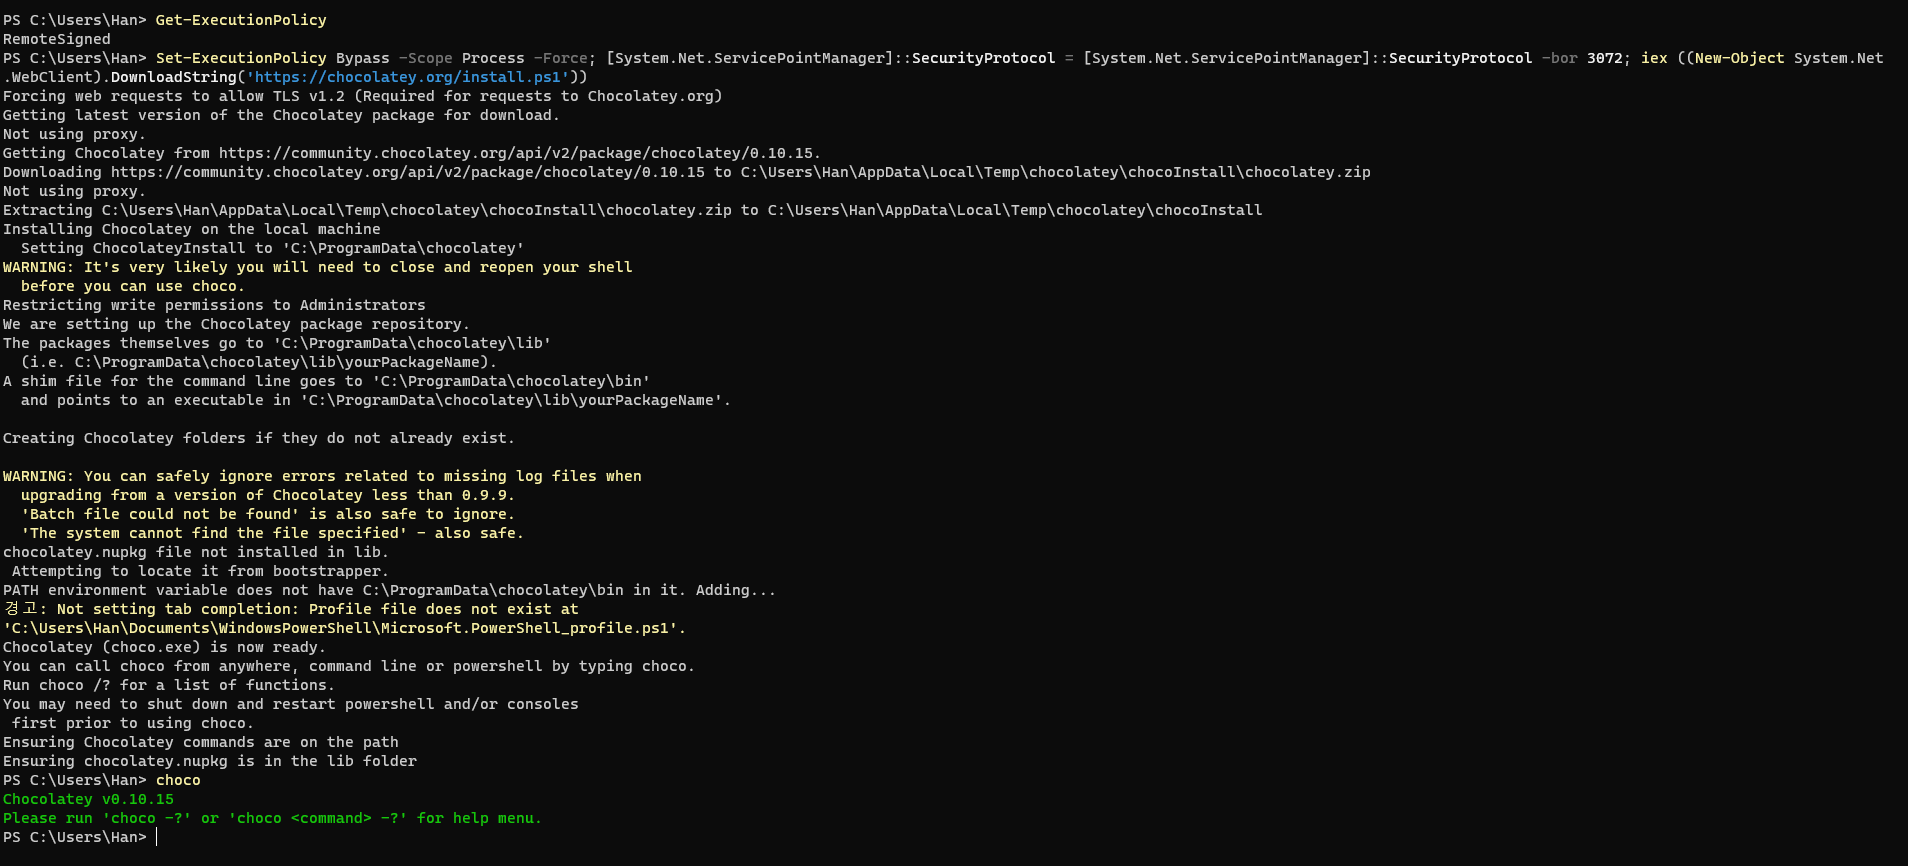 PS C:\Users\Han> Get-ExecutionPolicy
RemoteSigned
PS C:\Users\Han> Set-ExecutionPolicy Bypass -Scope Process -Force; [System.Net.ServicePointManager]::SecurityProtocol = [System.Net.ServicePointManager]::SecurityProtocol -bor 3072; iex ((New-Object System.Net
.WebClient).DownloadString('https://chocolatey.org/install.ps1'))
Forcing web requests to allow TLS v1.2 (Required for requests to Chocolatey.org)
Getting latest version of the Chocolatey package for download.
Not using proxy.
Getting Chocolatey from https://community.chocolatey.org/api/v2/package/chocolatey/0.10.15.
Downloading https://community.chocolatey.org/api/v2/package/chocolatey/0.10.15 to C:\Users\Han\AppData\Local\Temp\chocolatey\chocoInstall\chocolatey.zip
Not using proxy.
Extracting C:\Users\Han\AppData\Local\Temp\chocolatey\chocoInstall\chocolatey.zip to C:\Users\Han\AppData\Local\Temp\chocolatey\chocoInstall
Installing Chocolatey on the local machine
  Setting ChocolateyInstall to 'C:\ProgramData\chocolatey'
WARNING: It's very likely you will need to close and reopen your shell
  before you can use choco.
Restricting write permissions to Administrators
We are setting up the Chocolatey package repository.
The packages themselves go to 'C:\ProgramData\chocolatey\lib'
  (i.e. C:\ProgramData\chocolatey\lib\yourPackageName).
A shim file for the command line goes to 'C:\ProgramData\chocolatey\bin'
  and points to an executable in 'C:\ProgramData\chocolatey\lib\yourPackageName'.

Creating Chocolatey folders if they do not already exist.

WARNING: You can safely ignore errors related to missing log files when
  upgrading from a version of Chocolatey less than 0.9.9.
  'Batch file could not be found' is also safe to ignore.
  'The system cannot find the file specified' - also safe.
chocolatey.nupkg file not installed in lib.
 Attempting to locate it from bootstrapper.
PATH environment variable does not have C:\ProgramData\chocolatey\bin in it. Adding...
경고: Not setting tab completion: Profile file does not exist at
'C:\Users\Han\Documents\WindowsPowerShell\Microsoft.PowerShell_profile.ps1'.
Chocolatey (choco.exe) is now ready.
You can call choco from anywhere, command line or powershell by typing choco.
Run choco /? for a list of functions.
You may need to shut down and restart powershell and/or consoles
 first prior to using choco.
Ensuring Chocolatey commands are on the path
Ensuring chocolatey.nupkg is in the lib folder
PS C:\Users\Han> choco
Chocolatey v0.10.15
Please run 'choco -?' or 'choco <command> -?' for help menu.
PS C:\Users\Han>